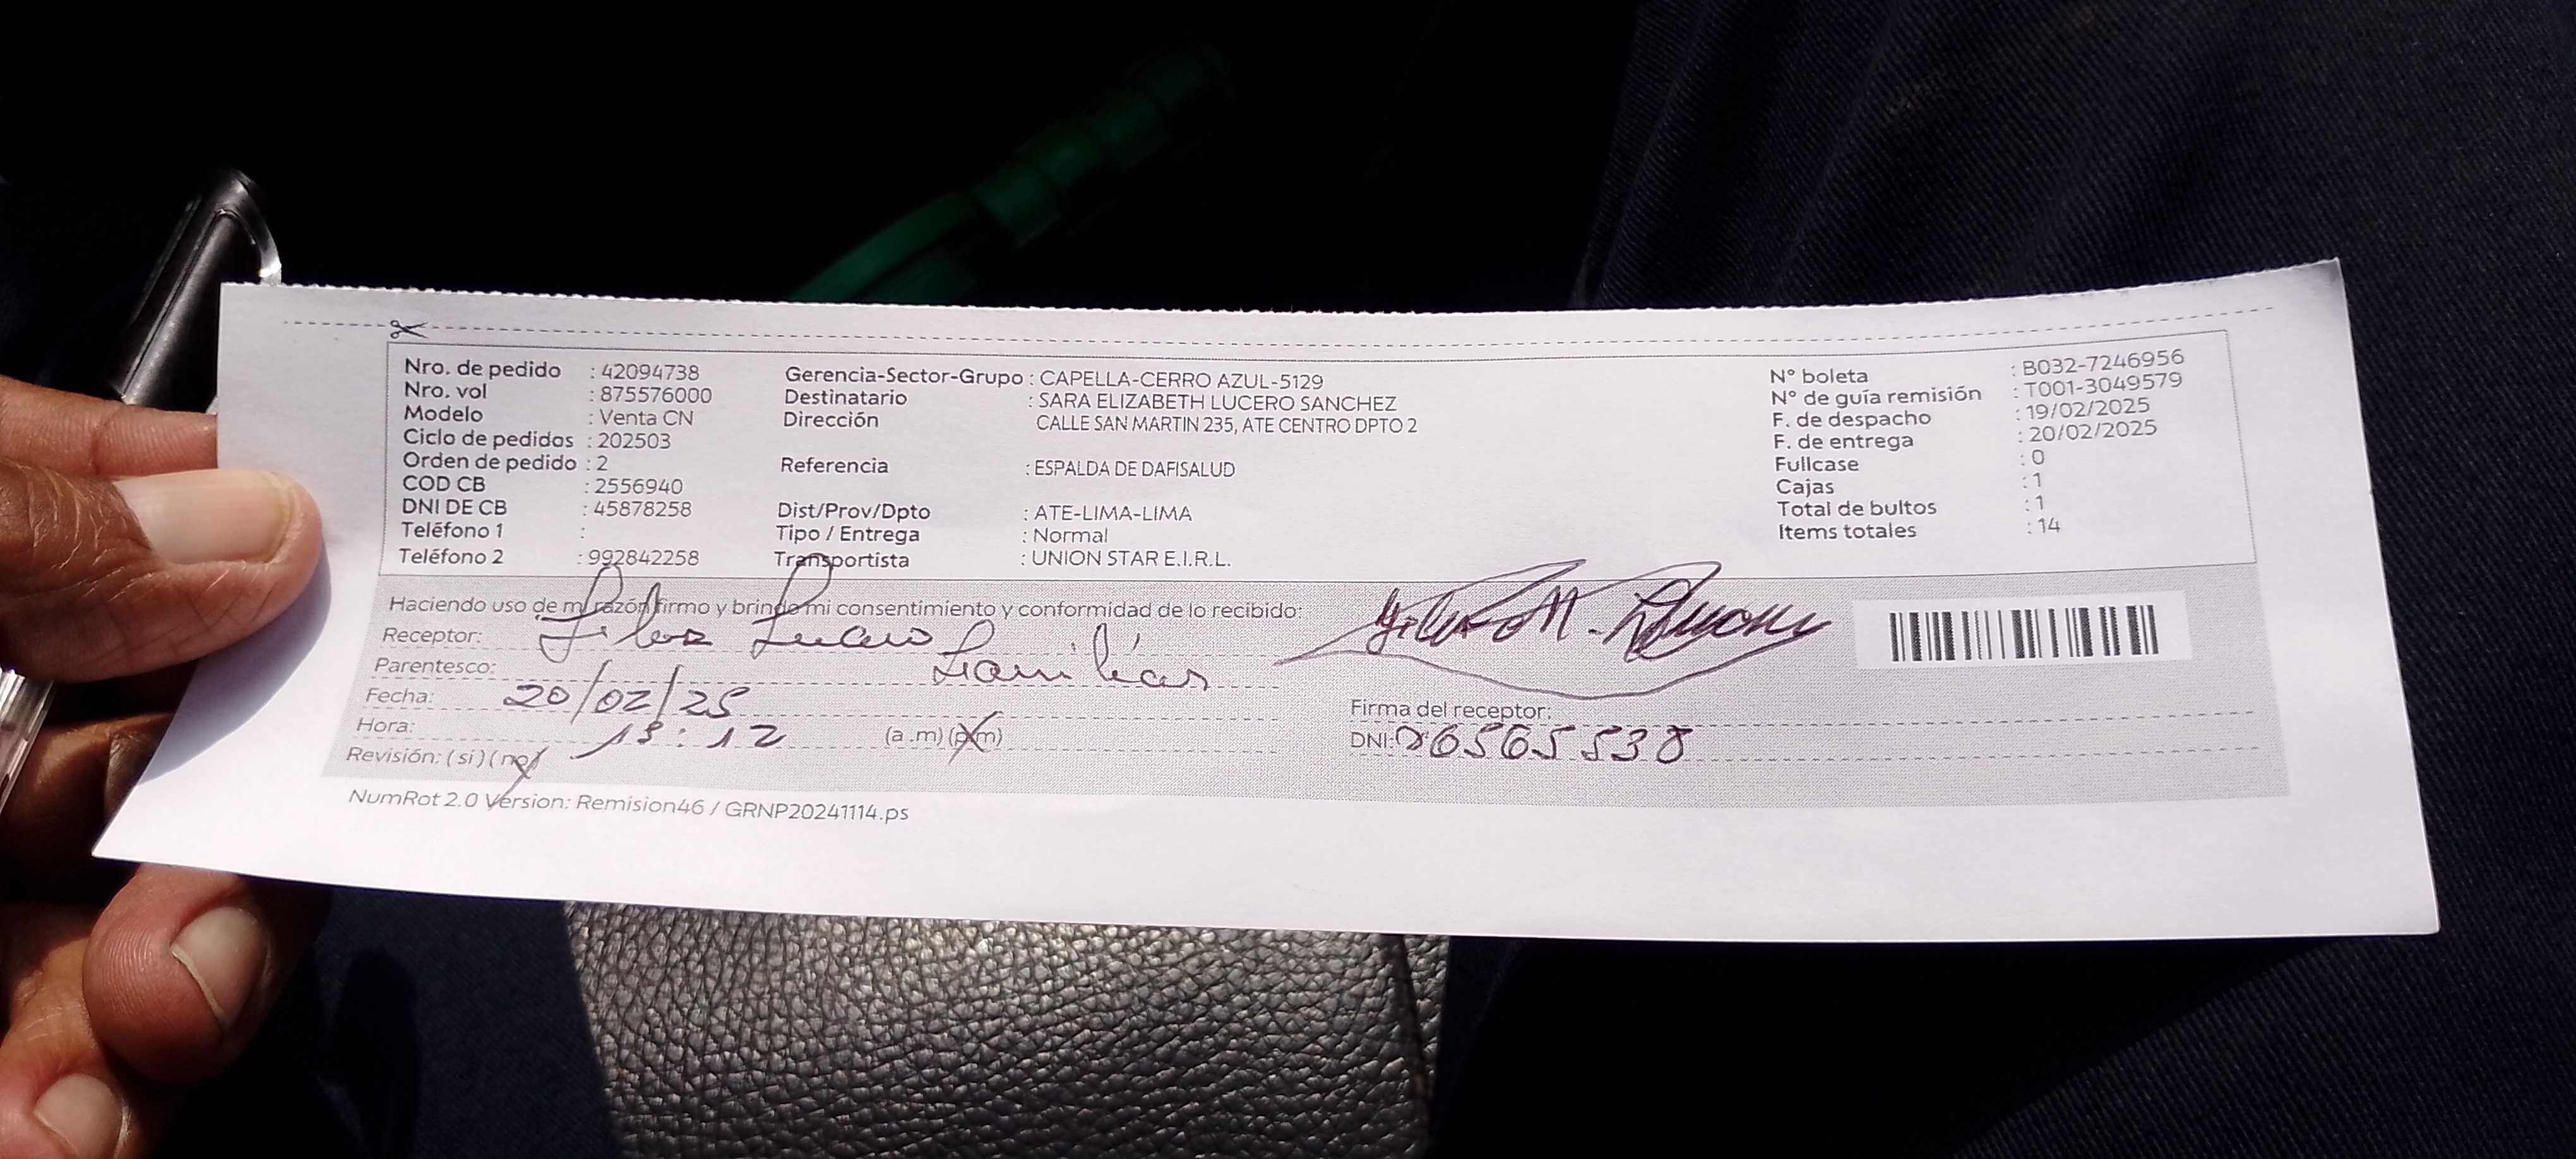 Nro. de pedido : 42094738
Nro. vol : 875576000
Modelo : Venta CN
Ciclo de pedidos : 202503
Orden de pedido : 2
COD CB : 2556940
DNI DE CB : 45878258
Teléfono 1 :
Teléfono 2 : 992842258
Gerencia-Sector-Grupo : CAPELLA-CERRO AZUL-5129
Destinatario : SARA ELIZABETH LUCERO SANCHEZ
Dirección CALLE SAN MARTIN 235, ATE CENTRO DPTO 2
Referencia : ESPALDA DE DAFISALUD
Dist/Prov/Dpto : ATE-LIMA-LIMA
Tipo / Entrega : Normal
Transportista : UNION STAR E.I.R.L.
N° boleta : B032-7246956
N° de guía remisión : T001-3049579
F. de despacho : 19/02/2025
F. de entrega : 20/02/2025
Fullcase : 0
Cajas : 1
Total de bultos : 1
Items totales : 14
Haciendo uso de mi razón firmo y brindo mi consentimiento y conformidad de lo recibido:
Receptor:
Parentesco:
Fecha: 20/02/25
Hora: 13:12 (a.m) (p.m)
Revisión: (si) (no)
Firma del receptor:
DNI: 06565538
NumRot 2.0 Version: Remision46 / GRNP20241114.ps